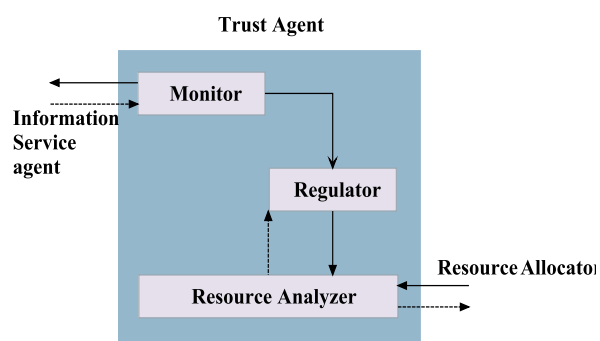 Trust Agent
Monitor
Information
Service
agent
Regulator
Resource Allocator
Resource Analyzer